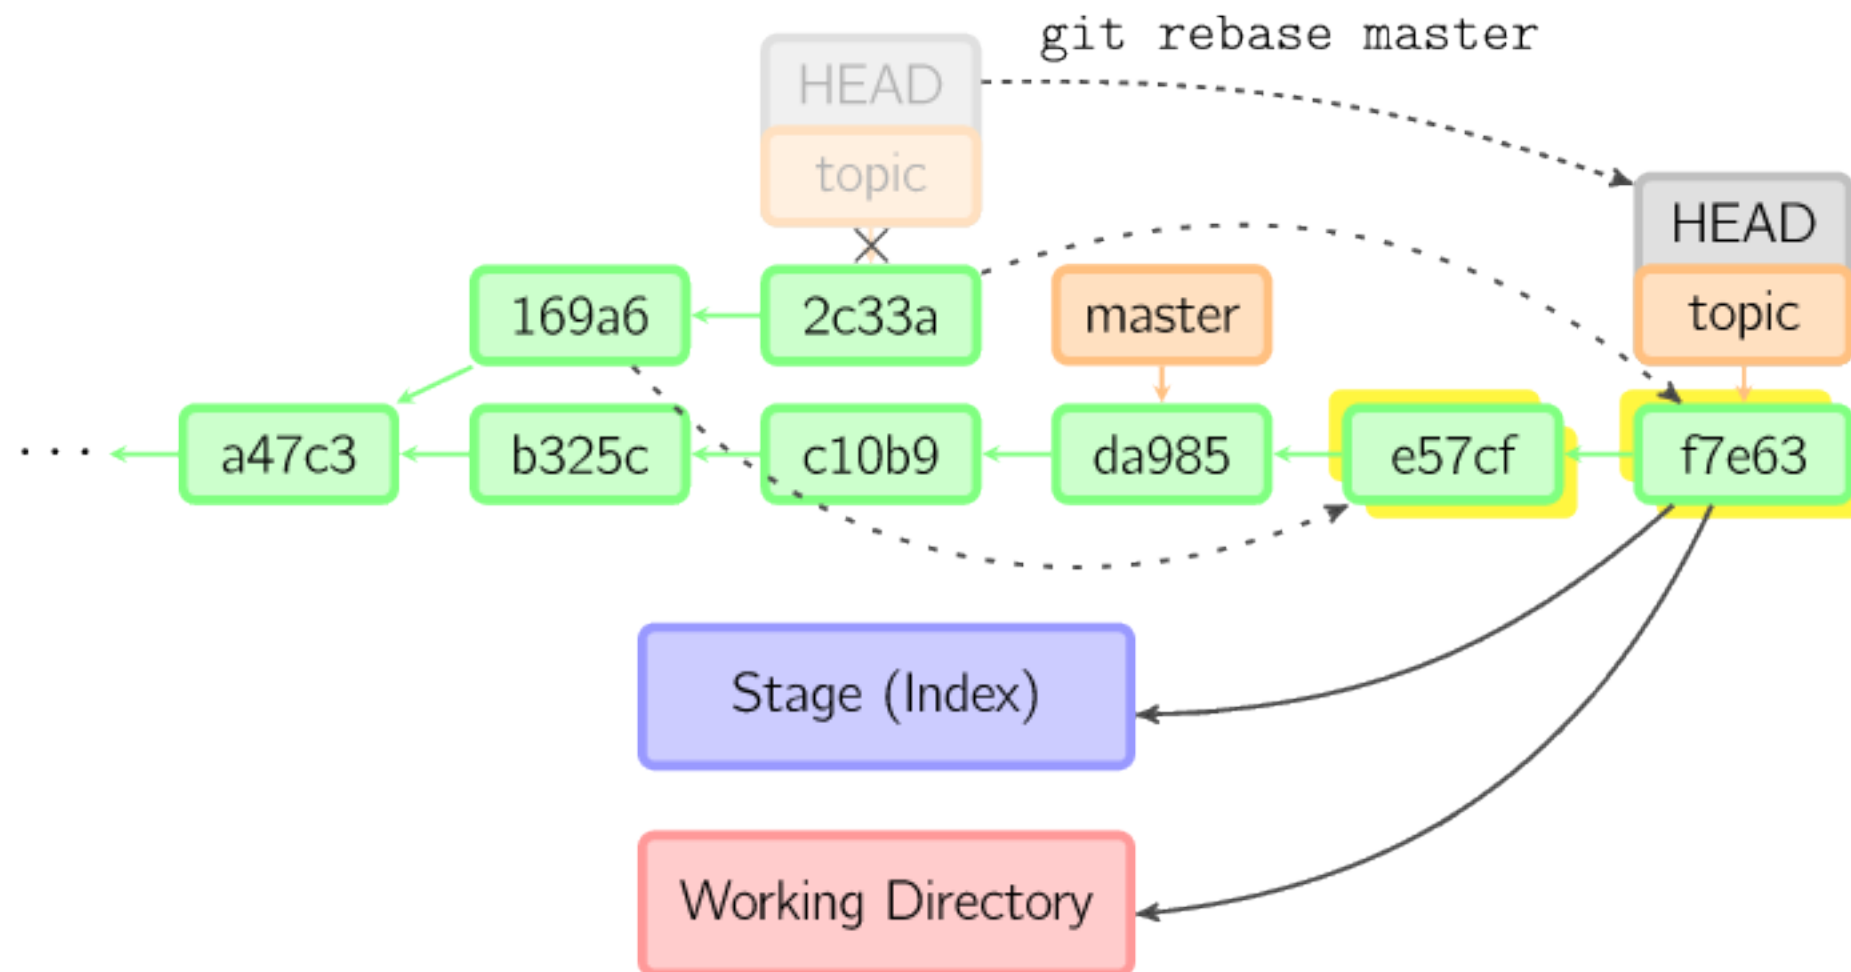 git rebase master
HEAD
topic
HEAD
topic
169a6
2c33a
master
...
a47c3
b325c
c10b9
da985
e57cf
f7e63
Stage (Index)
Working Directory